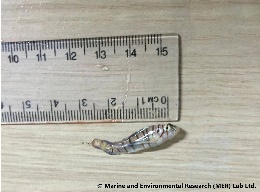 10 11 12 13 14 15
5 4 3 2 1 0 cm
© Marine and Environmental Research (MER) Lab Ltd.